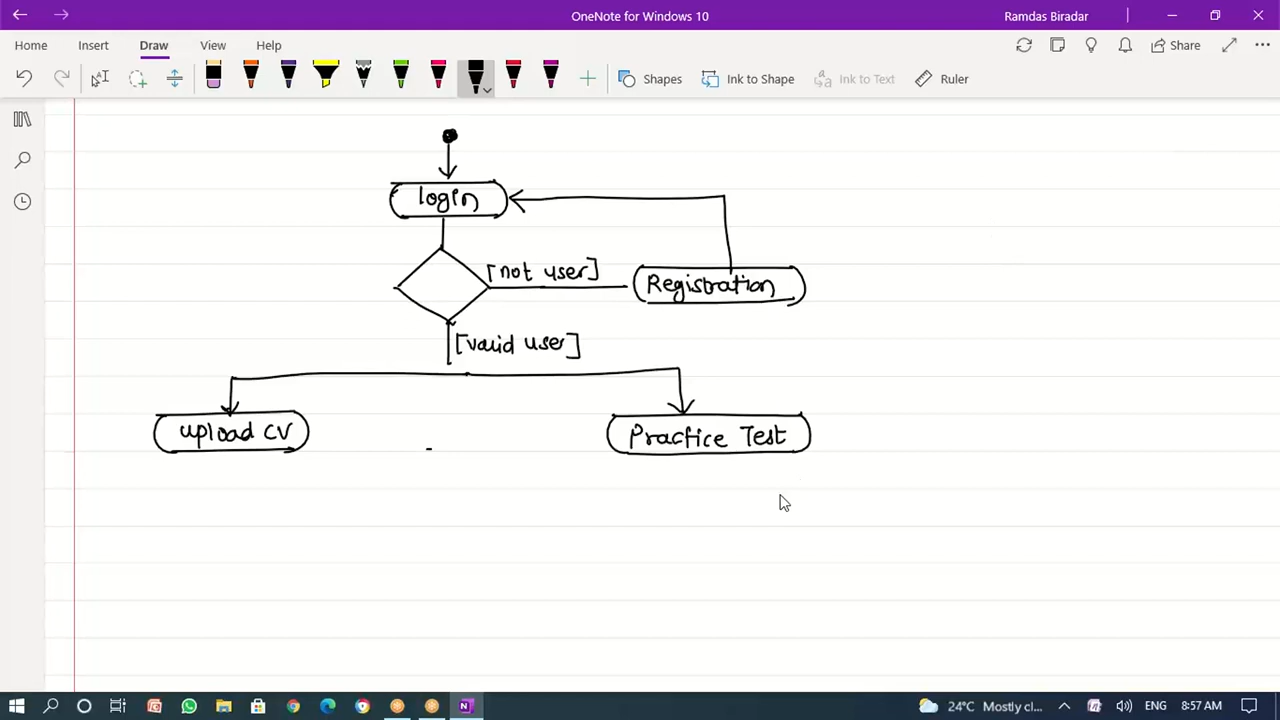 OneNote for Windows 10
Ramdas Biradar
Home Insert Draw View Help
Share
Shapes Ink to Shape Ink to Text Ruler
login
[not user]
Registration
[valid user]
upload CV
Practice Test
24°C Mostly cl... ENG 8:57 AM